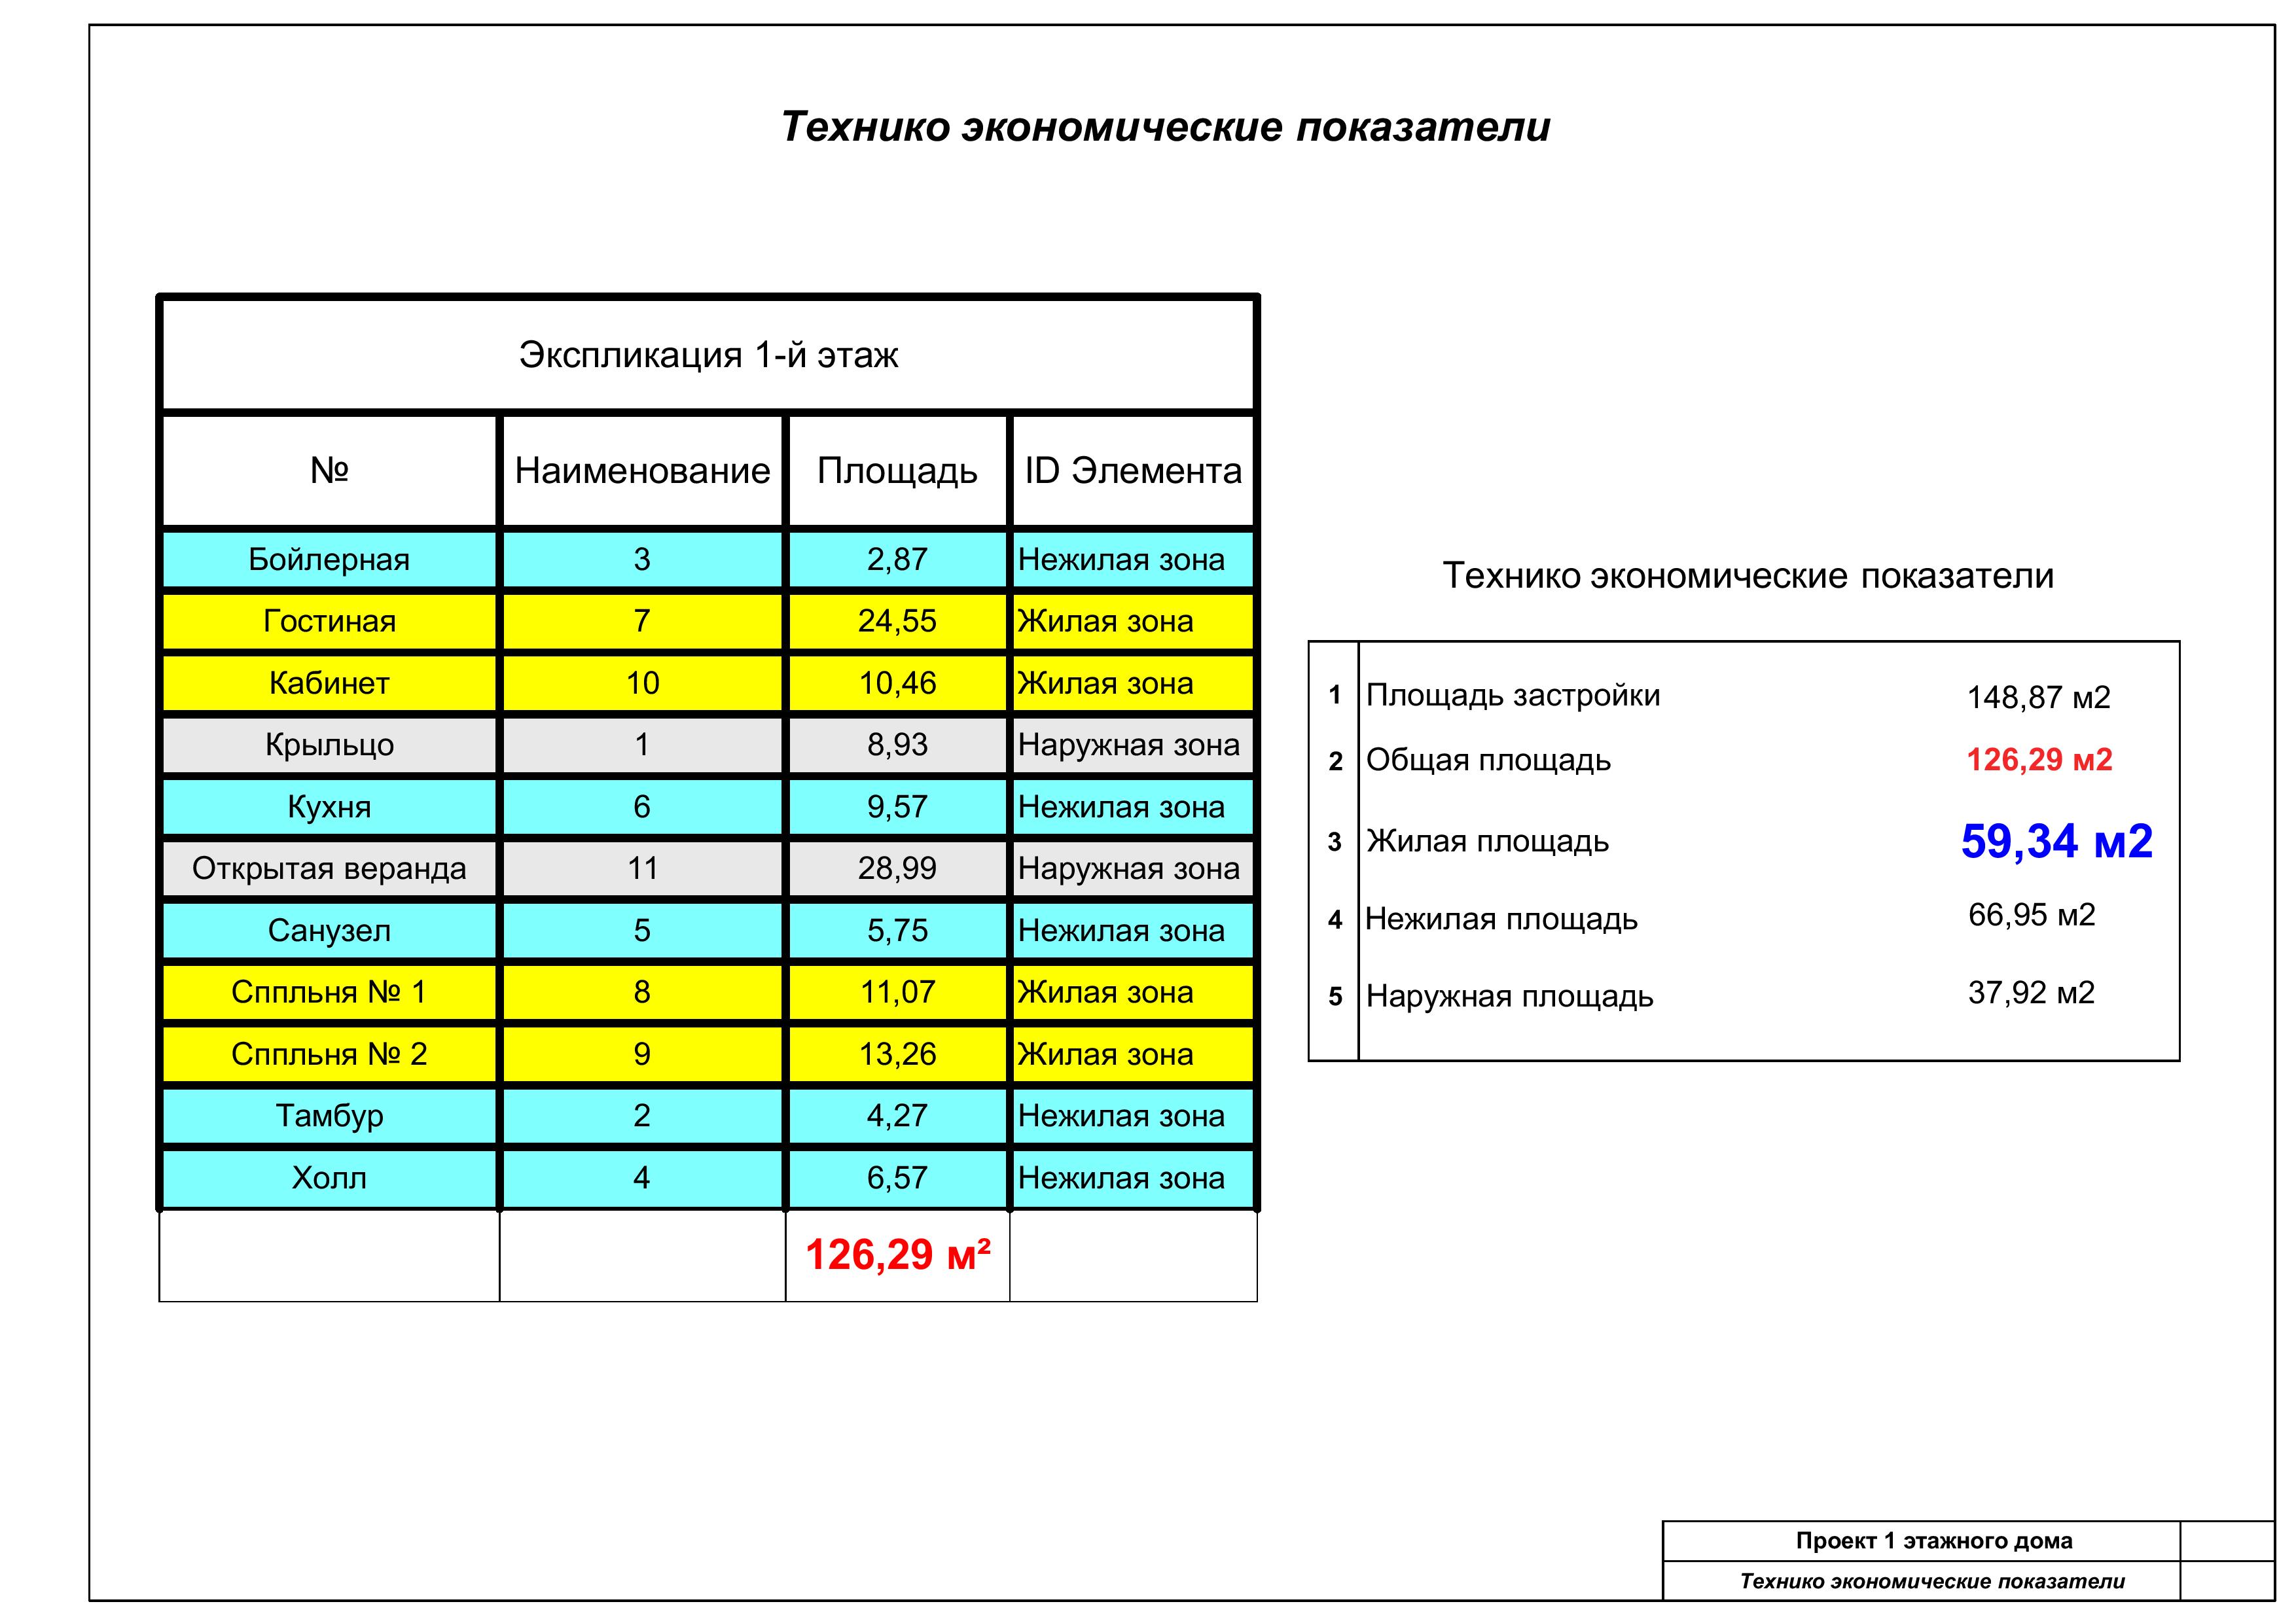 Технико экономические показатели
Экспликация 1-й этаж
№ Наименование Площадь ID Элемента
Бойлерная 3 2,87 Нежилая зона
Гостиная 7 24,55 Жилая зона
Кабинет 10 10,46 Жилая зона
Крыльцо 1 8,93 Наружная зона
Кухня 6 9,57 Нежилая зона
Открытая веранда 11 28,99 Наружная зона
Санузел 5 5,75 Нежилая зона
Сппльня № 1 8 11,07 Жилая зона
Сппльня № 2 9 13,26 Жилая зона
Тамбур 2 4,27 Нежилая зона
Холл 4 6,57 Нежилая зона
126,29 м²
Технико экономические показатели
1 Площадь застройки 148,87 м2
2 Общая площадь 126,29 м2
3 Жилая площадь 59,34 м2
4 Нежилая площадь 66,95 м2
5 Наружная площадь 37,92 м2
Проект 1 этажного дома
Технико экономические показатели